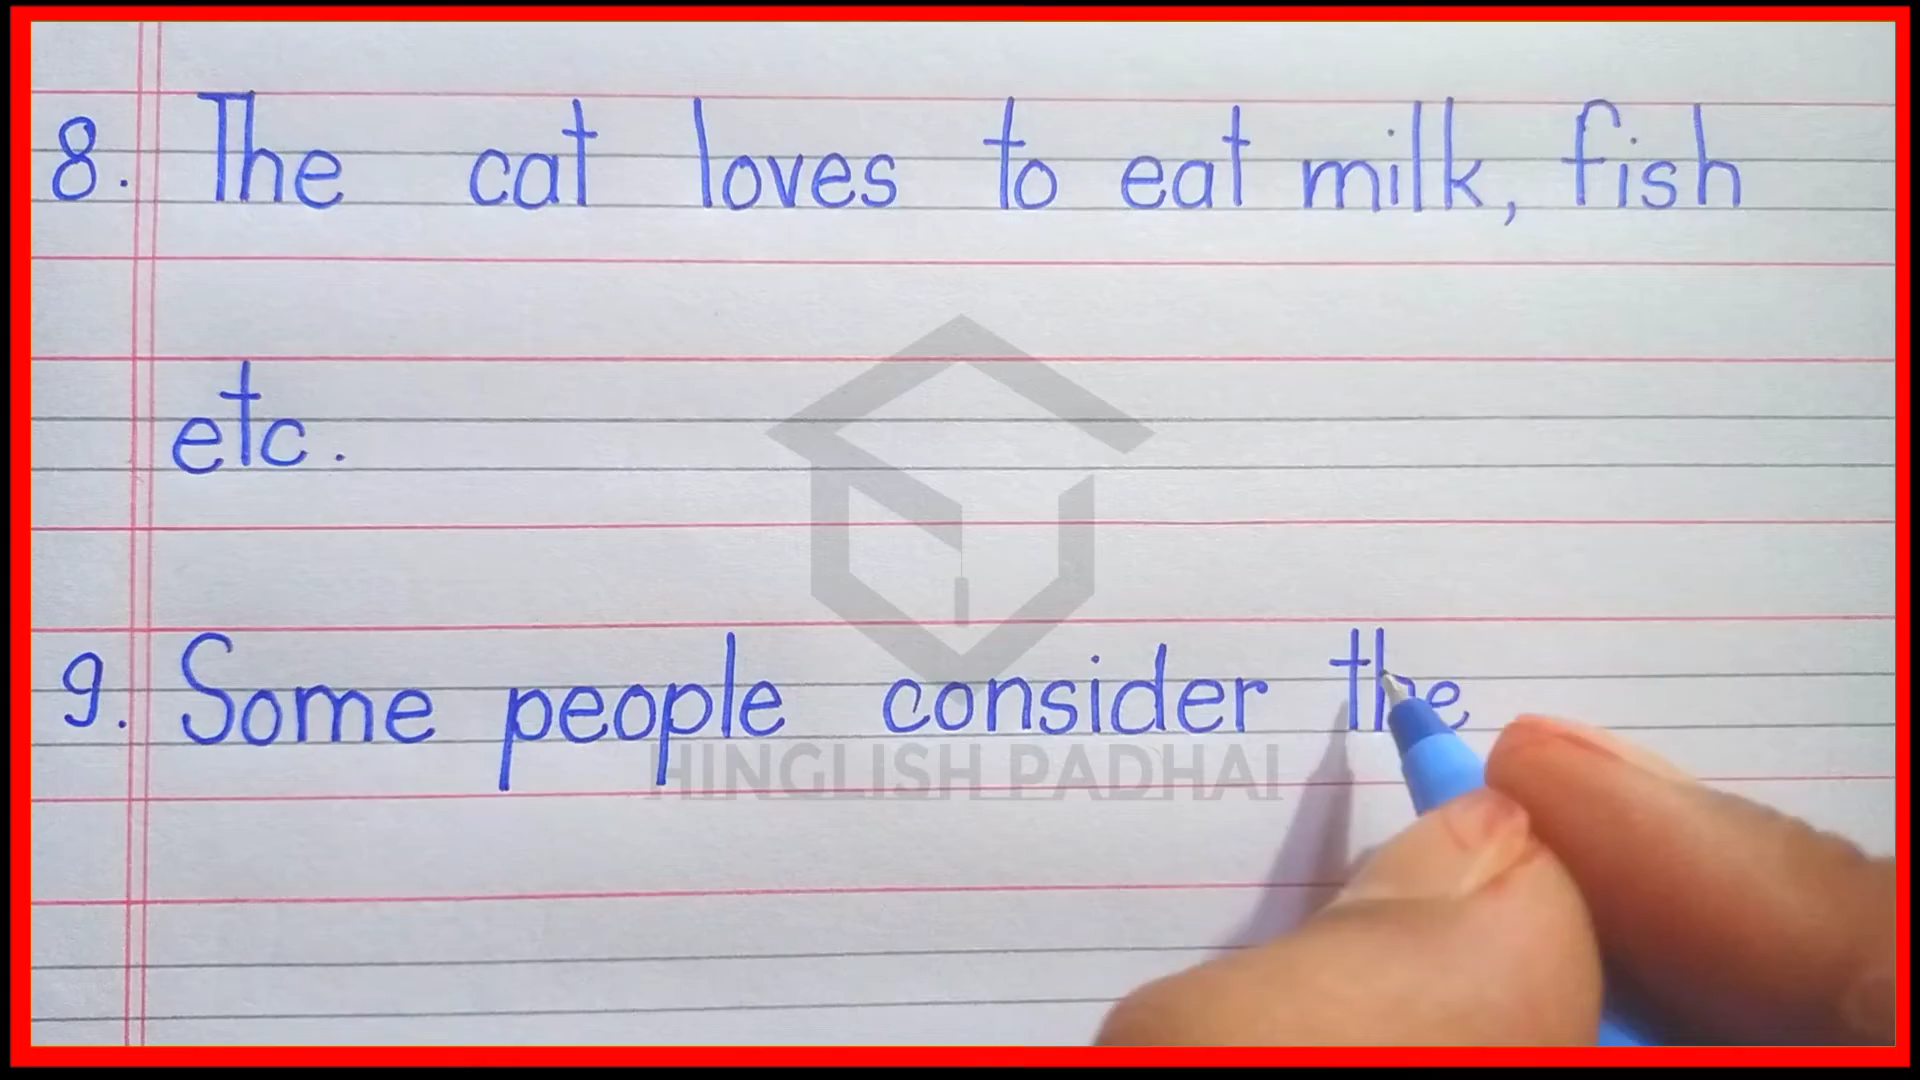 8. The cat loves to eat milk, fish
etc.
9. Some people consider the
HINGLISH PADHAI